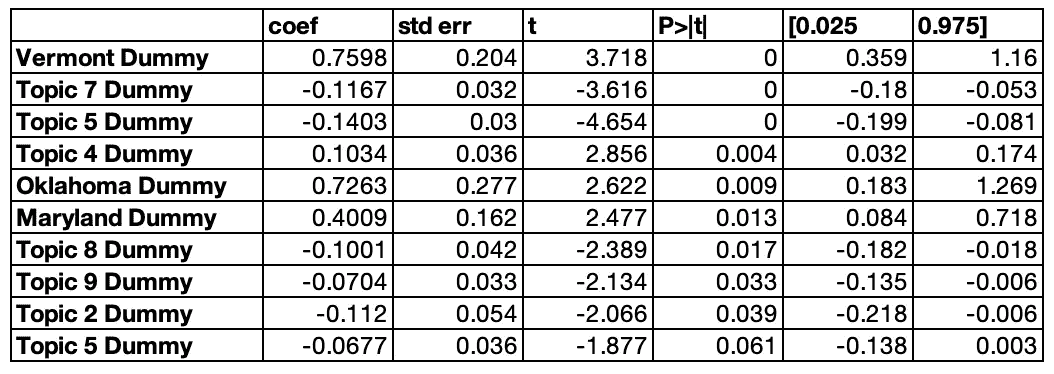 coef std err t P>|t| [0.025 0.975]
Vermont Dummy 0.7598 0.204 3.718 0 0.359 1.16
Topic 7 Dummy -0.1167 0.032 -3.616 0 -0.18 -0.053
Topic 5 Dummy -0.1403 0.03 -4.654 0 -0.199 -0.081
Topic 4 Dummy 0.1034 0.036 2.856 0.004 0.032 0.174
Oklahoma Dummy 0.7263 0.277 2.622 0.009 0.183 1.269
Maryland Dummy 0.4009 0.162 2.477 0.013 0.084 0.718
Topic 8 Dummy -0.1001 0.042 -2.389 0.017 -0.182 -0.018
Topic 9 Dummy -0.0704 0.033 -2.134 0.033 -0.135 -0.006
Topic 2 Dummy -0.112 0.054 -2.066 0.039 -0.218 -0.006
Topic 5 Dummy -0.0677 0.036 -1.877 0.061 -0.138 0.003